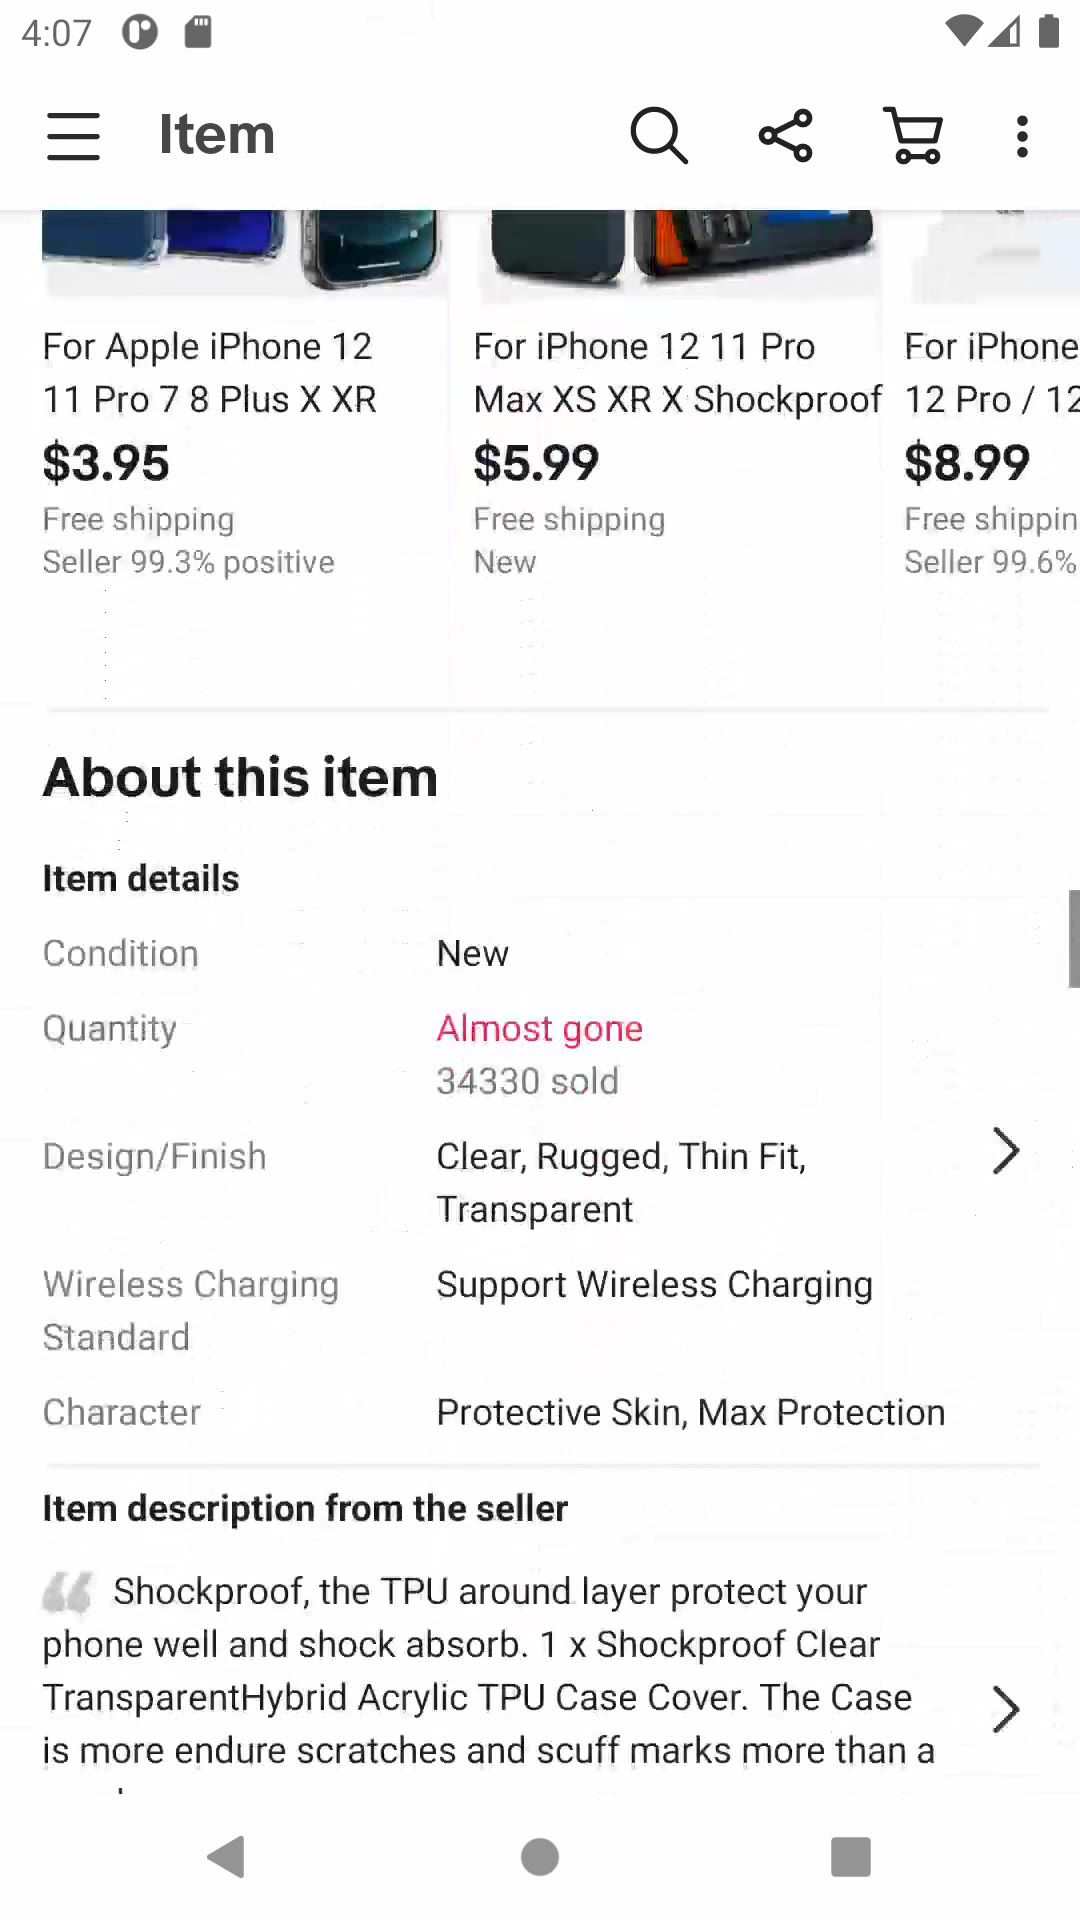 4:07
Item
For Apple iPhone 12
11 Pro 7 8 Plus X XR
$3.95
Free shipping
Seller 99.3% positive
For iPhone 12 11 Pro
Max XS XR X Shockproof
$5.99
Free shipping
New
For iPhone
12 Pro / 12
$8.99
Free shippin
Seller 99.6%
About this item
Item details
Condition New
Quantity Almost gone
34330 sold
Design/Finish Clear, Rugged, Thin Fit,
Transparent
Wireless Charging Support Wireless Charging
Standard
Character Protective Skin, Max Protection
Item description from the seller
“ Shockproof, the TPU around layer protect your
phone well and shock absorb. 1 x Shockproof Clear
TransparentHybrid Acrylic TPU Case Cover. The Case
is more endure scratches and scuff marks more than a